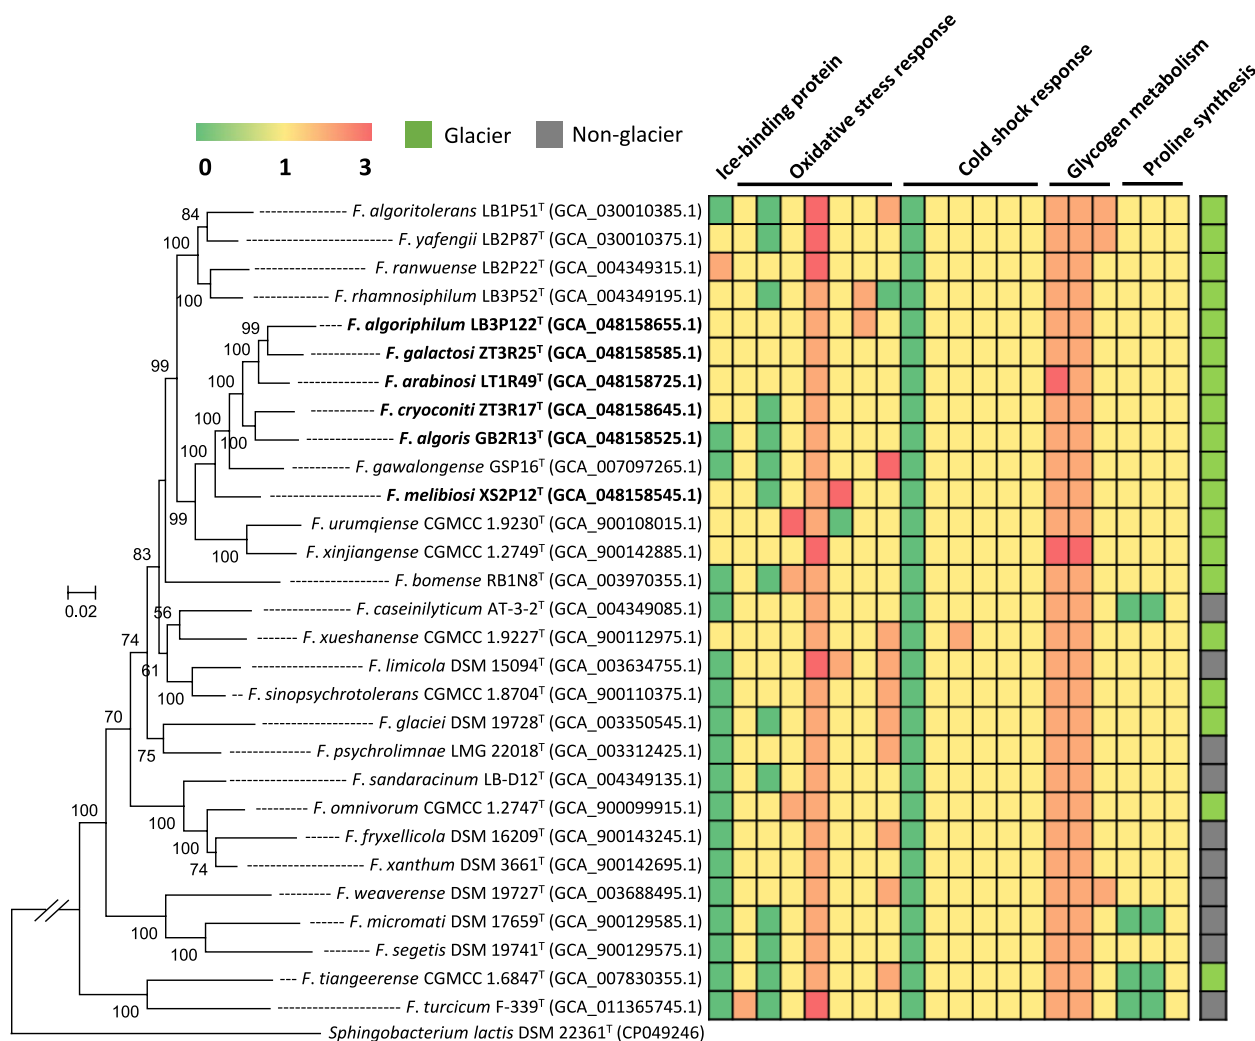 Ice-binding protein
Oxidative stress response
Cold shock response
Glycogen metabolism
Proline synthesis
0 1 3
Glacier
Non-glacier
F. algoritolerans LB1P51ᵀ (GCA_030010385.1)
F. yafengii LB2P87ᵀ (GCA_030010375.1)
F. ranwuense LB2P22ᵀ (GCA_004349315.1)
F. rhamnosiphilum LB3P52ᵀ (GCA_004349195.1)
F. algoriphilum LB3P122ᵀ (GCA_048158655.1)
F. galactosi ZT3R25ᵀ (GCA_048158585.1)
F. arabinosi LT1R49ᵀ (GCA_048158725.1)
F. cryoconiti ZT3R17ᵀ (GCA_048158645.1)
F. algoris GB2R13ᵀ (GCA_048158525.1)
F. gawalongense GSP16ᵀ (GCA_007097265.1)
F. melibiosi XS2P12ᵀ (GCA_048158545.1)
F. urumqiense CGMCC 1.9230ᵀ (GCA_900108015.1)
F. xinjiangense CGMCC 1.2749ᵀ (GCA_900142885.1)
F. bomense RB1N8ᵀ (GCA_003970355.1)
F. caseinilyticum AT-3-2ᵀ (GCA_004349085.1)
F. xueshanense CGMCC 1.9227ᵀ (GCA_900112975.1)
F. limicola DSM 15094ᵀ (GCA_003634755.1)
F. sinopsychrotolerans CGMCC 1.8704ᵀ (GCA_900110375.1)
F. glaciei DSM 19728ᵀ (GCA_003350545.1)
F. psychrolimnae LMG 22018ᵀ (GCA_003312425.1)
F. sandaracinum LB-D12ᵀ (GCA_004349135.1)
F. omnivorum CGMCC 1.2747ᵀ (GCA_900099915.1)
F. fryxellicola DSM 16209ᵀ (GCA_900143245.1)
F. xanthum DSM 3661ᵀ (GCA_900142695.1)
F. weaverense DSM 19727ᵀ (GCA_003688495.1)
F. micromati DSM 17659ᵀ (GCA_900129585.1)
F. segetis DSM 19741ᵀ (GCA_900129575.1)
F. tiangeerense CGMCC 1.6847ᵀ (GCA_007830355.1)
F. turcicum F-339ᵀ (GCA_011365745.1)
Sphingobacterium lactis DSM 22361ᵀ (CP049246)
84
100
100
99
100
99
100
100
100
100
99
100
83
56
0.02
74
61
100
70
75
100
100
100
74
100
100
100